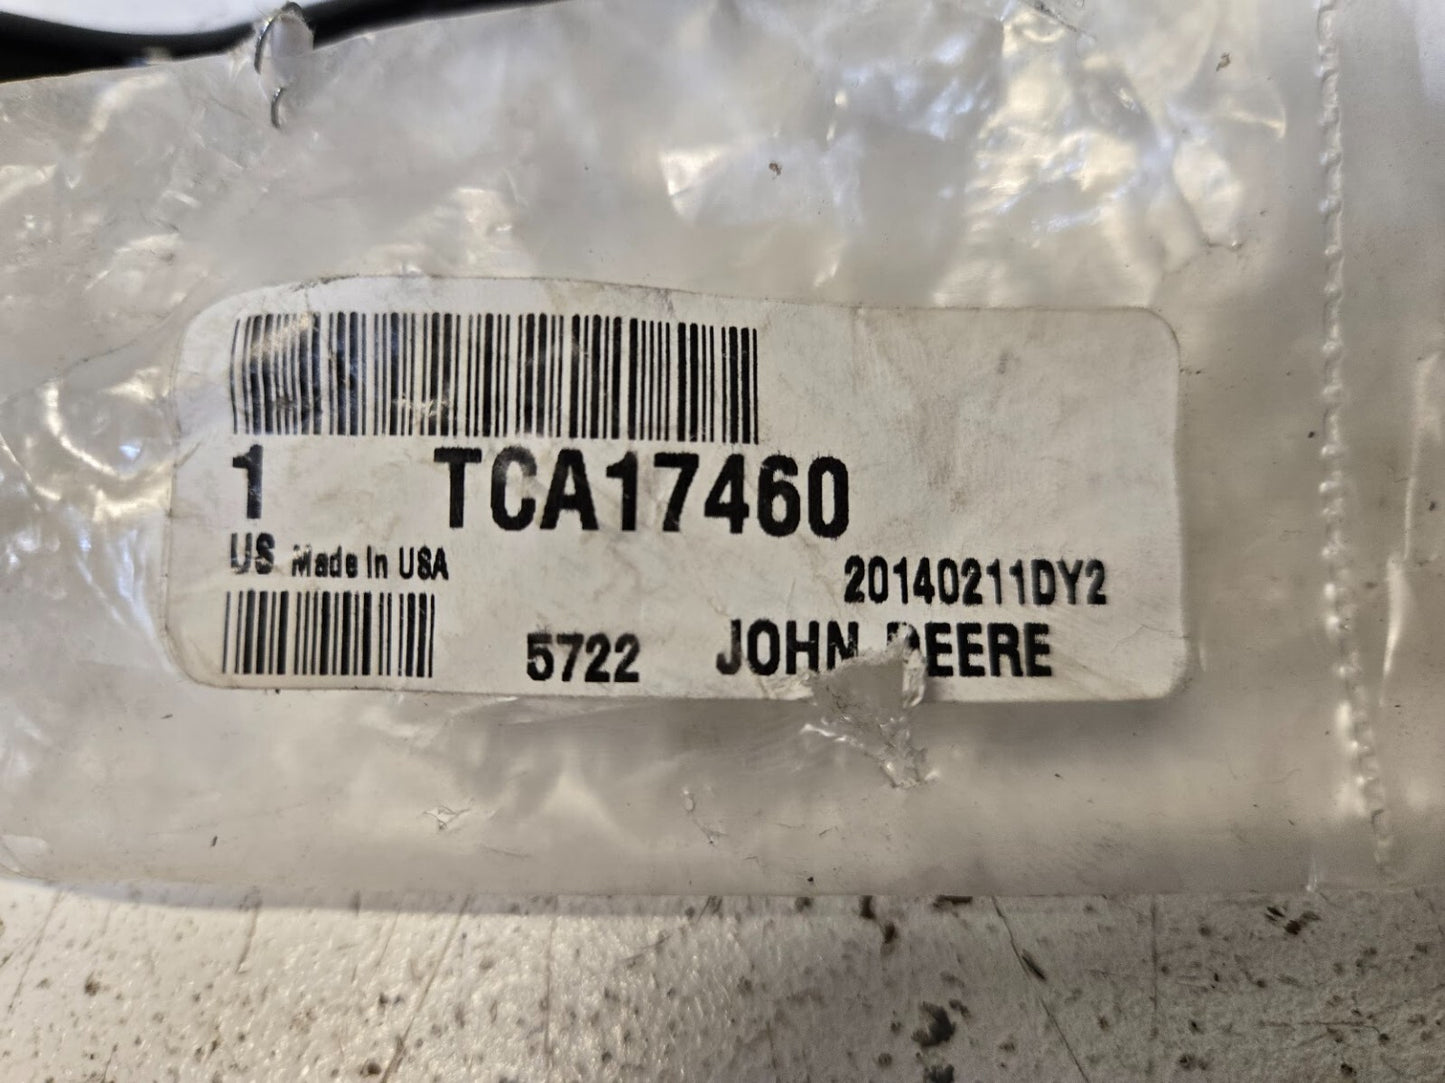 1 TCA17460
US Made In USA
20140211DY2
5722 JOHN DEERE